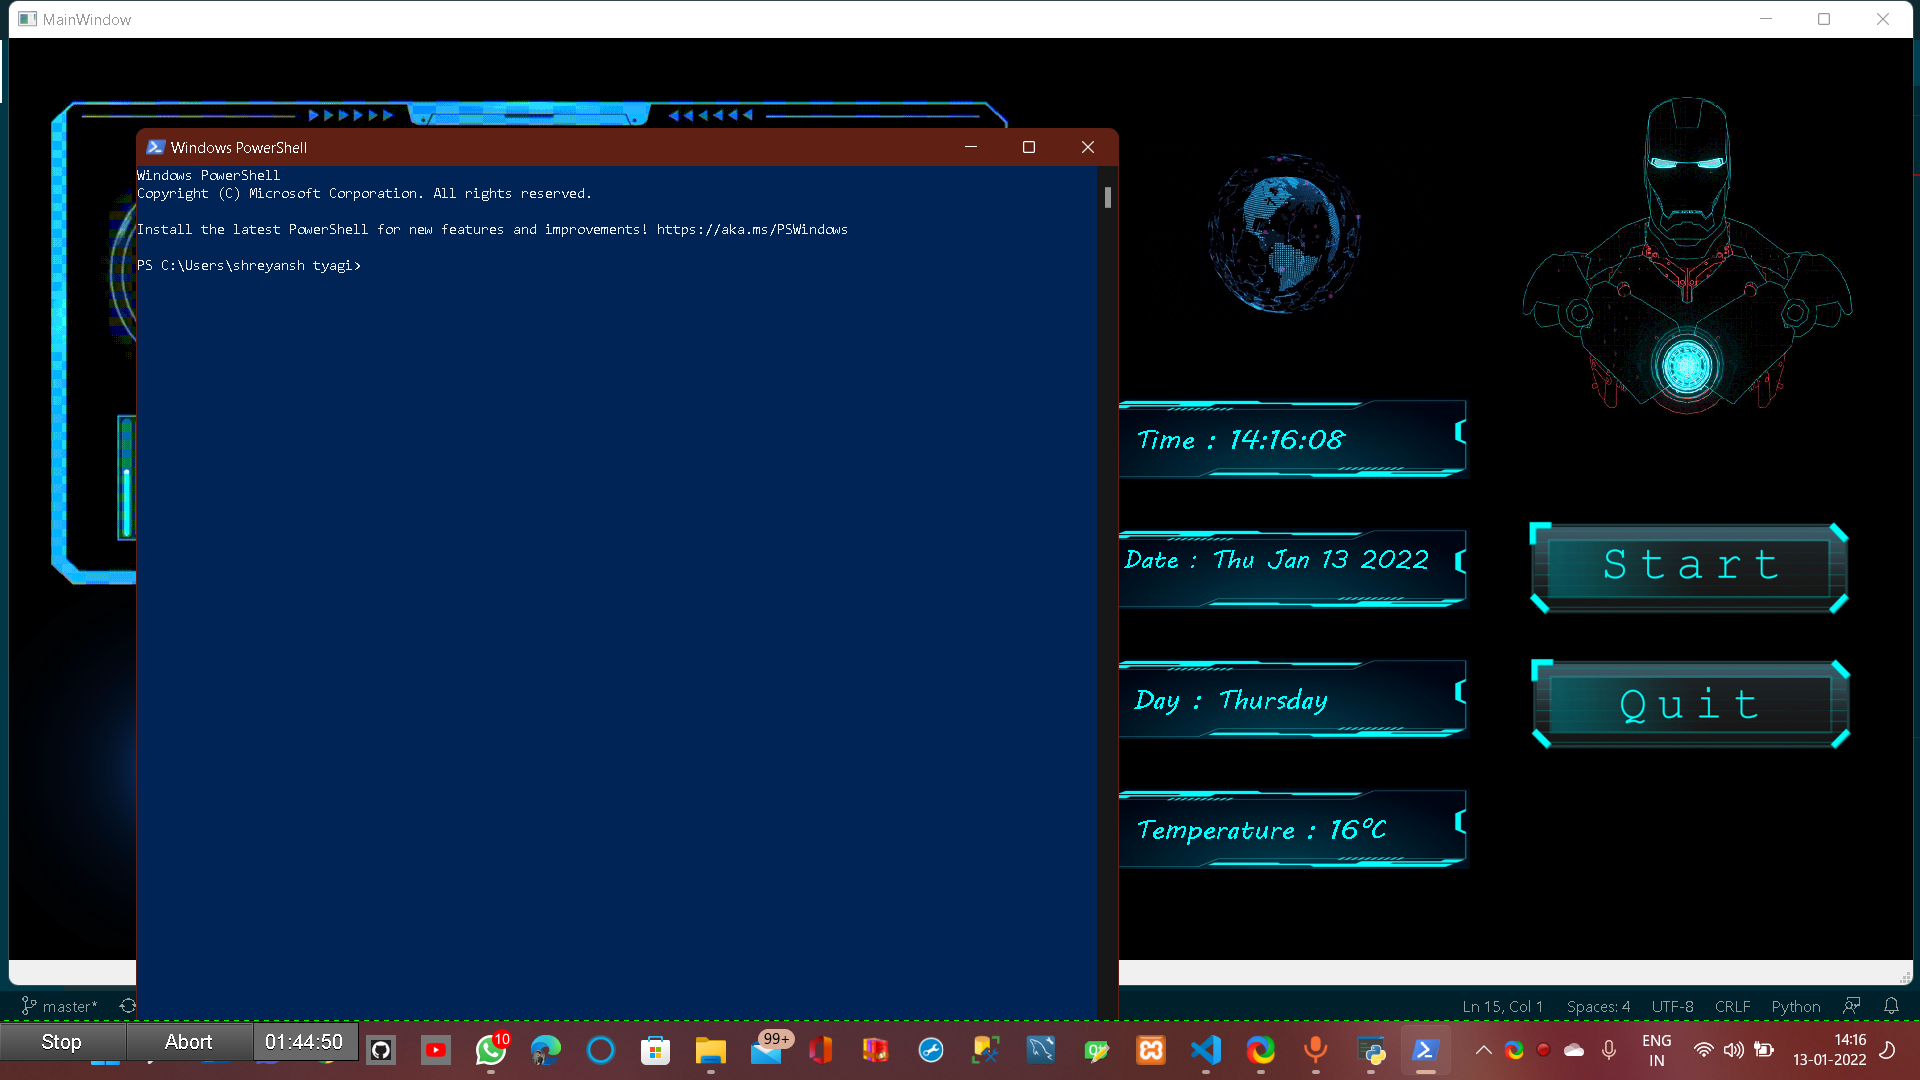 MainWindow
Windows PowerShell
Windows PowerShell
Copyright (C) Microsoft Corporation. All rights reserved.
Install the latest PowerShell for new features and improvements! https://aka.ms/PSWindows
PS C:\Users\shreyansh tyagi>
Time : 14:16:08
Date : Thu Jan 13 2022
Day : Thursday
Temperature : 16°C
Start
Quit
master*
Ln 15, Col 1
Spaces: 4
UTF-8
CRLF
Python
Stop
Abort
01:44:50
10
99+
ENG
IN
14:16
13-01-2022